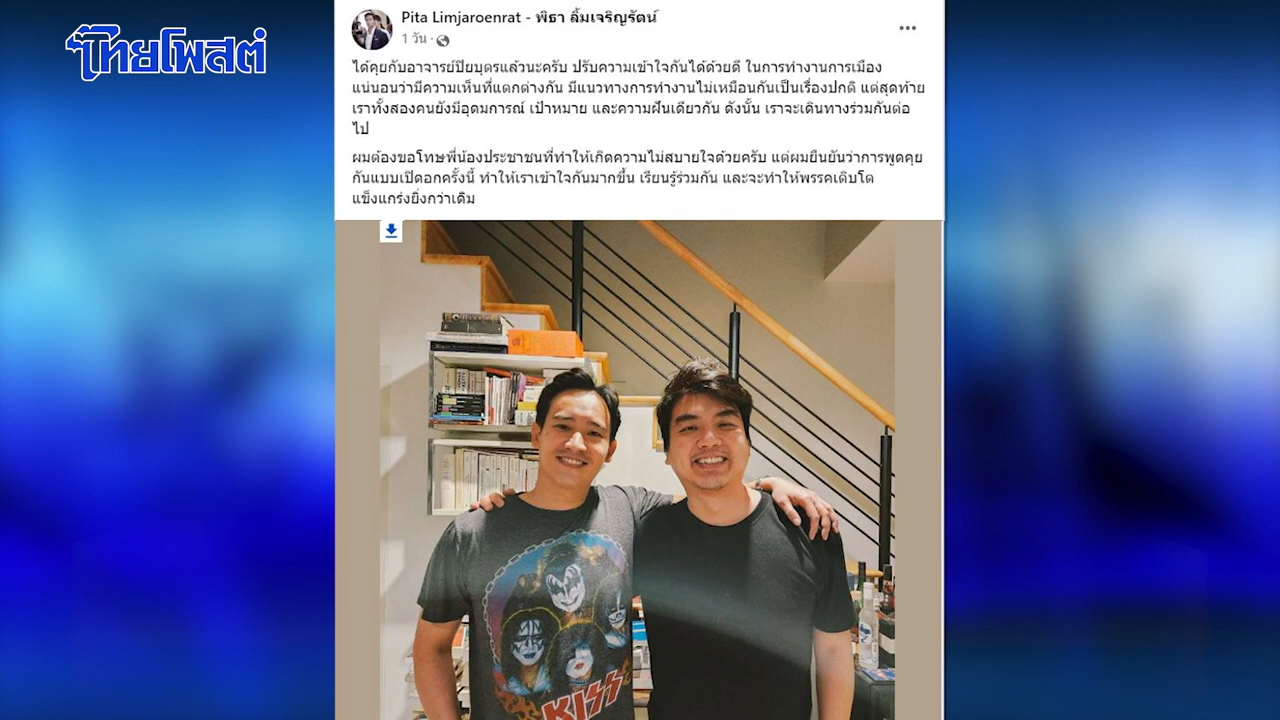 ไทยโพสต์
Pita Limjaroenrat - พิธา ลิ้มเจริญรัตน์
1 วัน ·
ได้คุยกับอาจารย์ปิยบุตรแล้วนะครับ ปรับความเข้าใจกันได้ด้วยดี ในการทำงานการเมือง
แน่นอนว่ามีความเห็นที่แตกต่างกัน มีแนวทางการทำงานไม่เหมือนกันเป็นเรื่องปกติ แต่สุดท้าย
เราทั้งสองคนยังมีอุดมการณ์ เป้าหมาย และความฝันเดียวกัน ดังนั้น เราจะเดินทางร่วมกันต่อ
ไป
ผมต้องขอโทษพี่น้องประชาชนที่ทำให้เกิดความไม่สบายใจด้วยครับ แต่ผมยืนยันว่าการพูดคุย
กันแบบเปิดอกครั้งนี้ ทำให้เราเข้าใจกันมากขึ้น เรียนรู้ร่วมกัน และจะทำให้พรรคเติบโต
แข็งแกร่งยิ่งกว่าเดิม
KISS